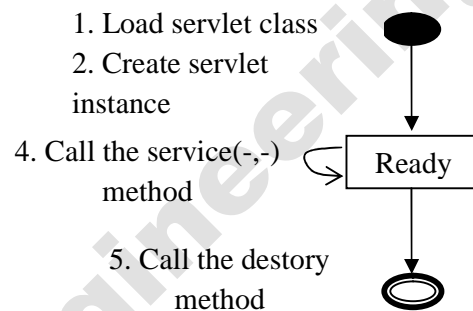 1. Load servlet class
2. Create servlet
instance
4. Call the service(-,-)
method
Ready
5. Call the destory
method